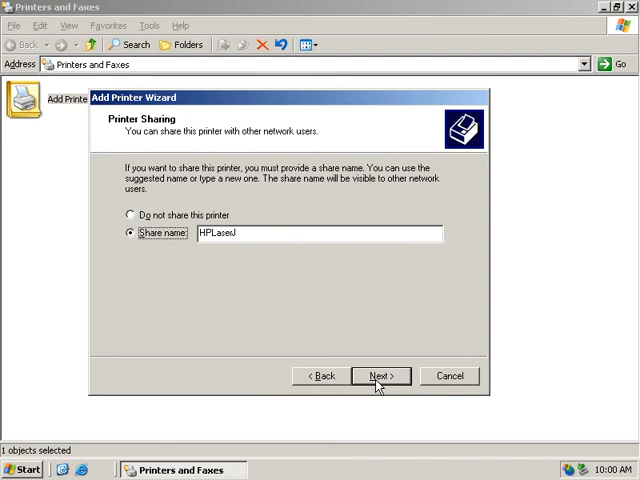 Printers and Faxes
File Edit View Favorites Tools Help
Back Search Folders
Address Printers and Faxes Go
Add Printe
Add Printer Wizard
Printer Sharing
You can share this printer with other network users.
If you want to share this printer, you must provide a share name. You can use the
suggested name or type a new one. The share name will be visible to other network
users.
Do not share this printer
Share name: HPLaserJ
< Back Next > Cancel
1 objects selected
Start Printers and Faxes 10:00 AM